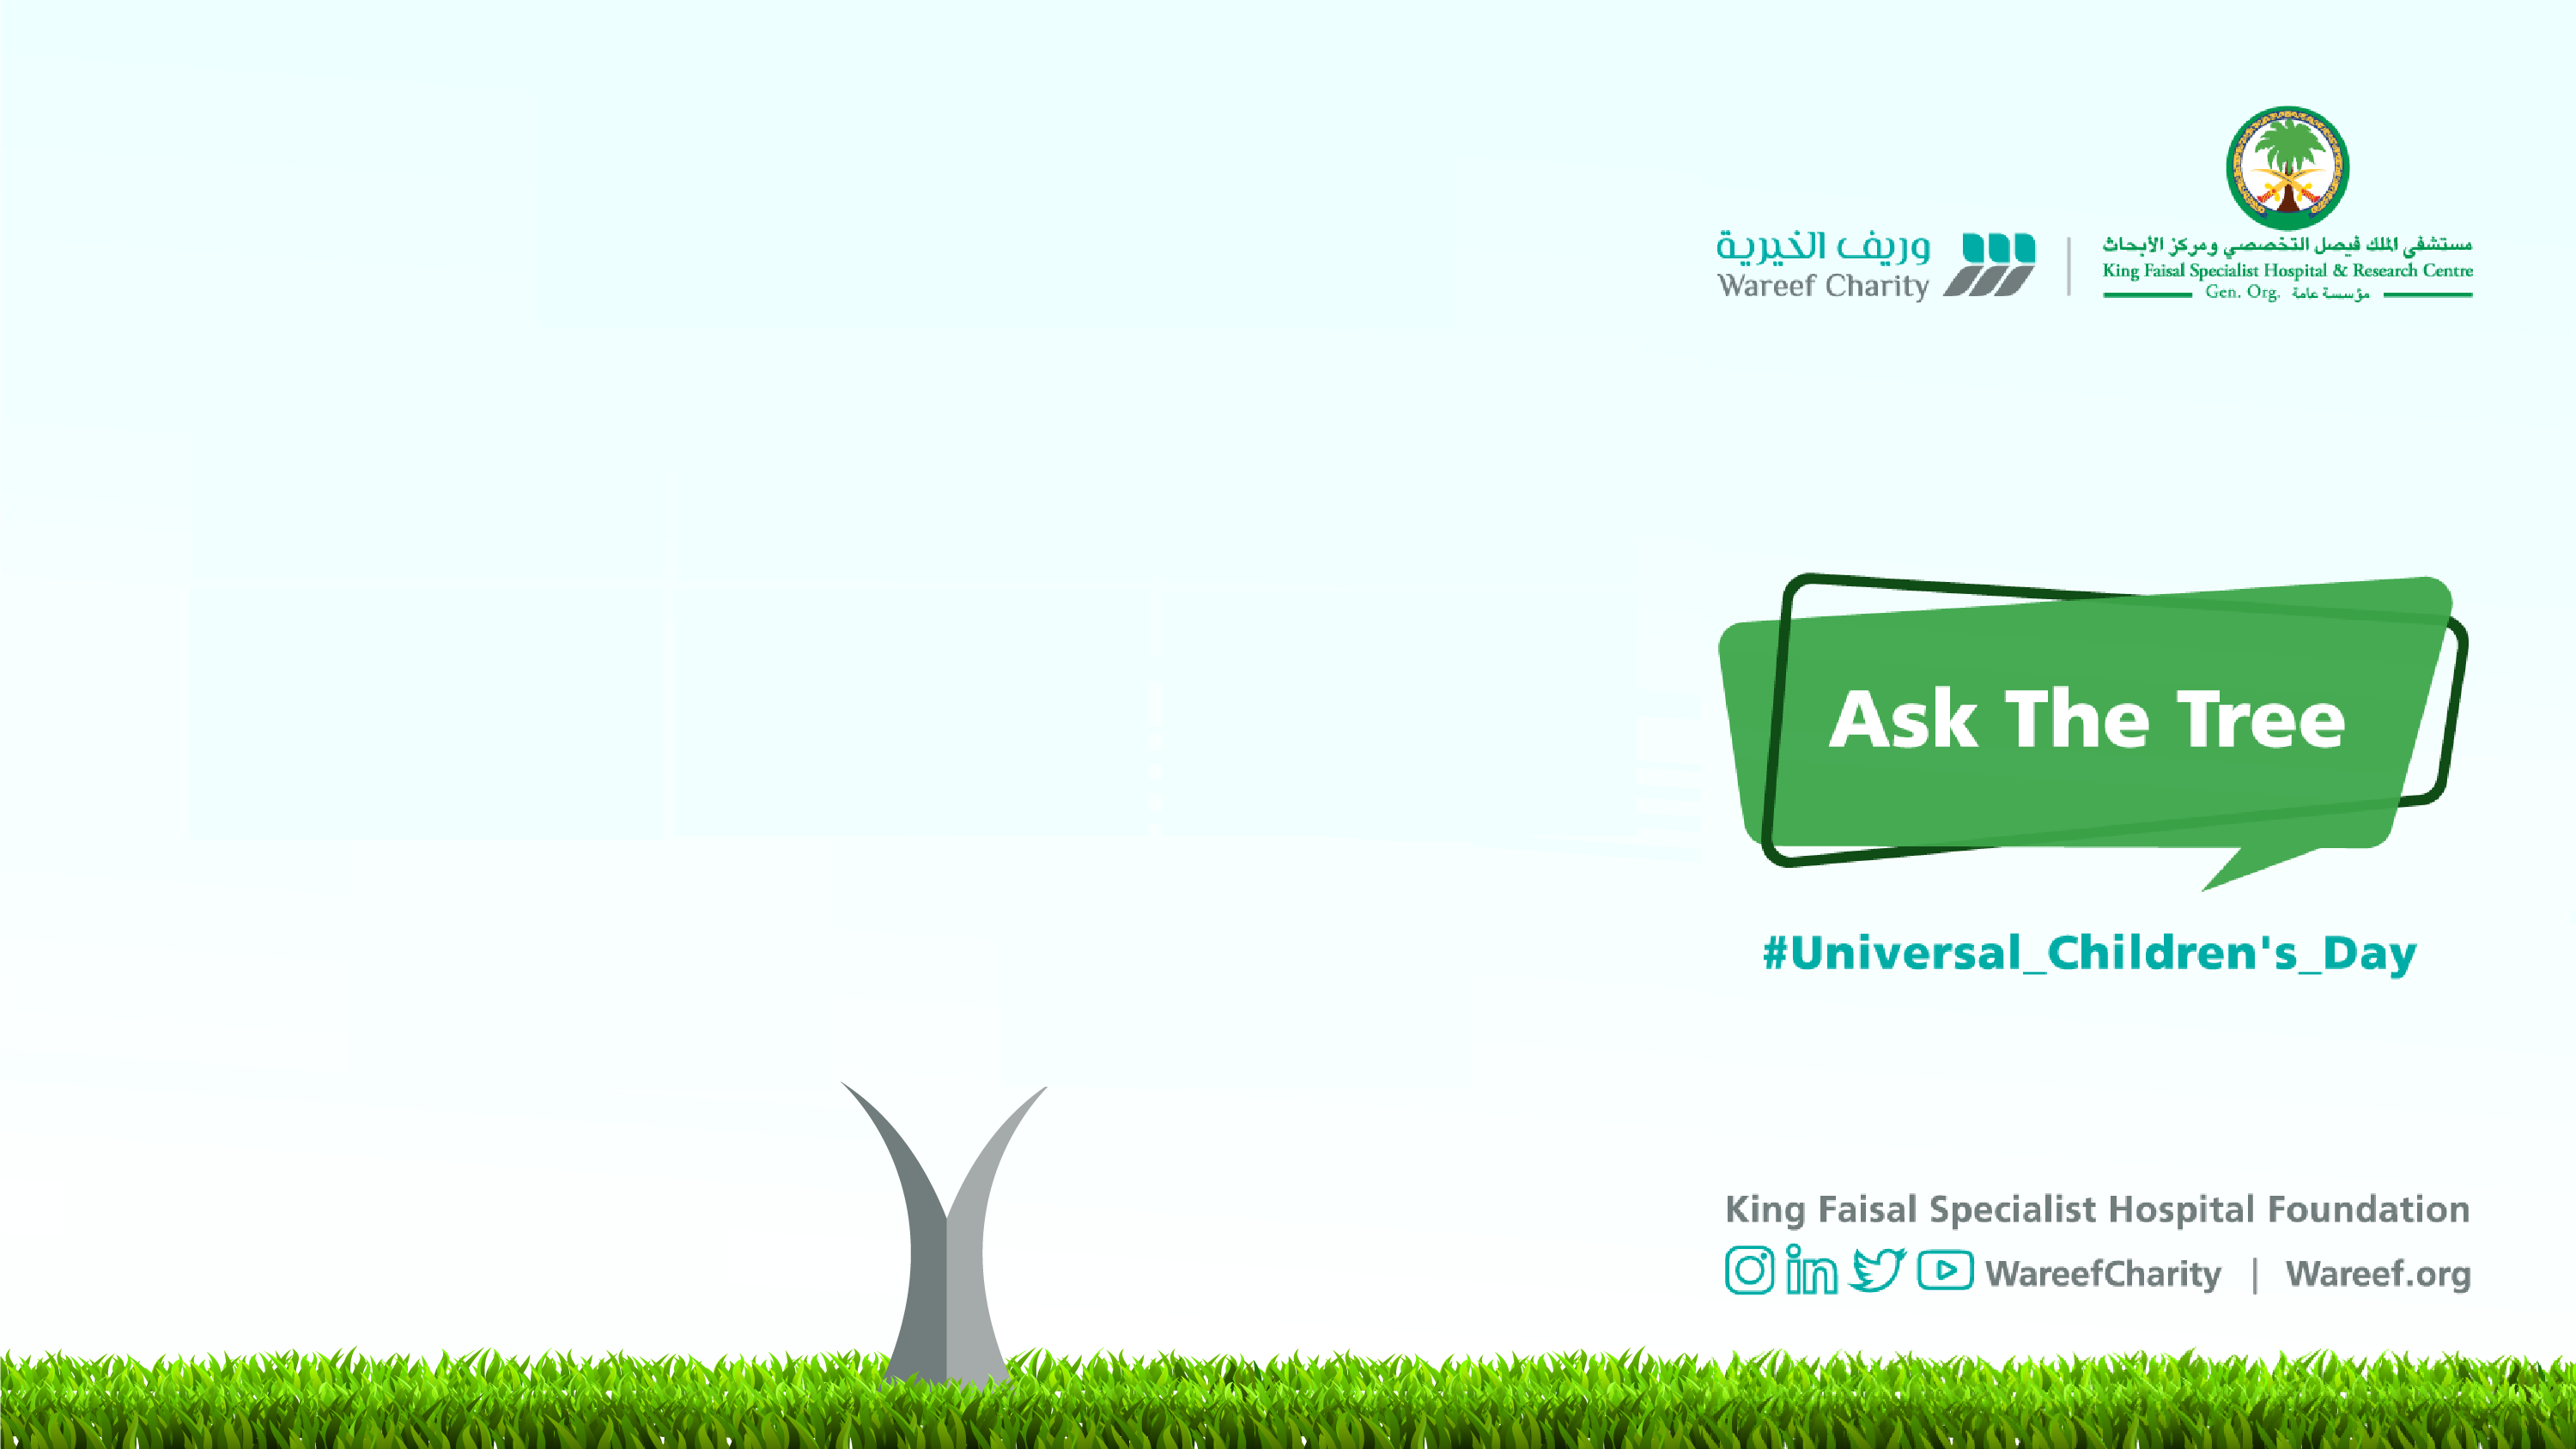 وريف الخيرية
Wareef Charity
مستشفى الملك فيصل التخصصي ومركز الأبحاث
King Faisal Specialist Hospital & Research Centre
Gen. Org. مؤسسة عامة
Ask The Tree
#Universal_Children's_Day
King Faisal Specialist Hospital Foundation
WareefCharity | Wareef.org